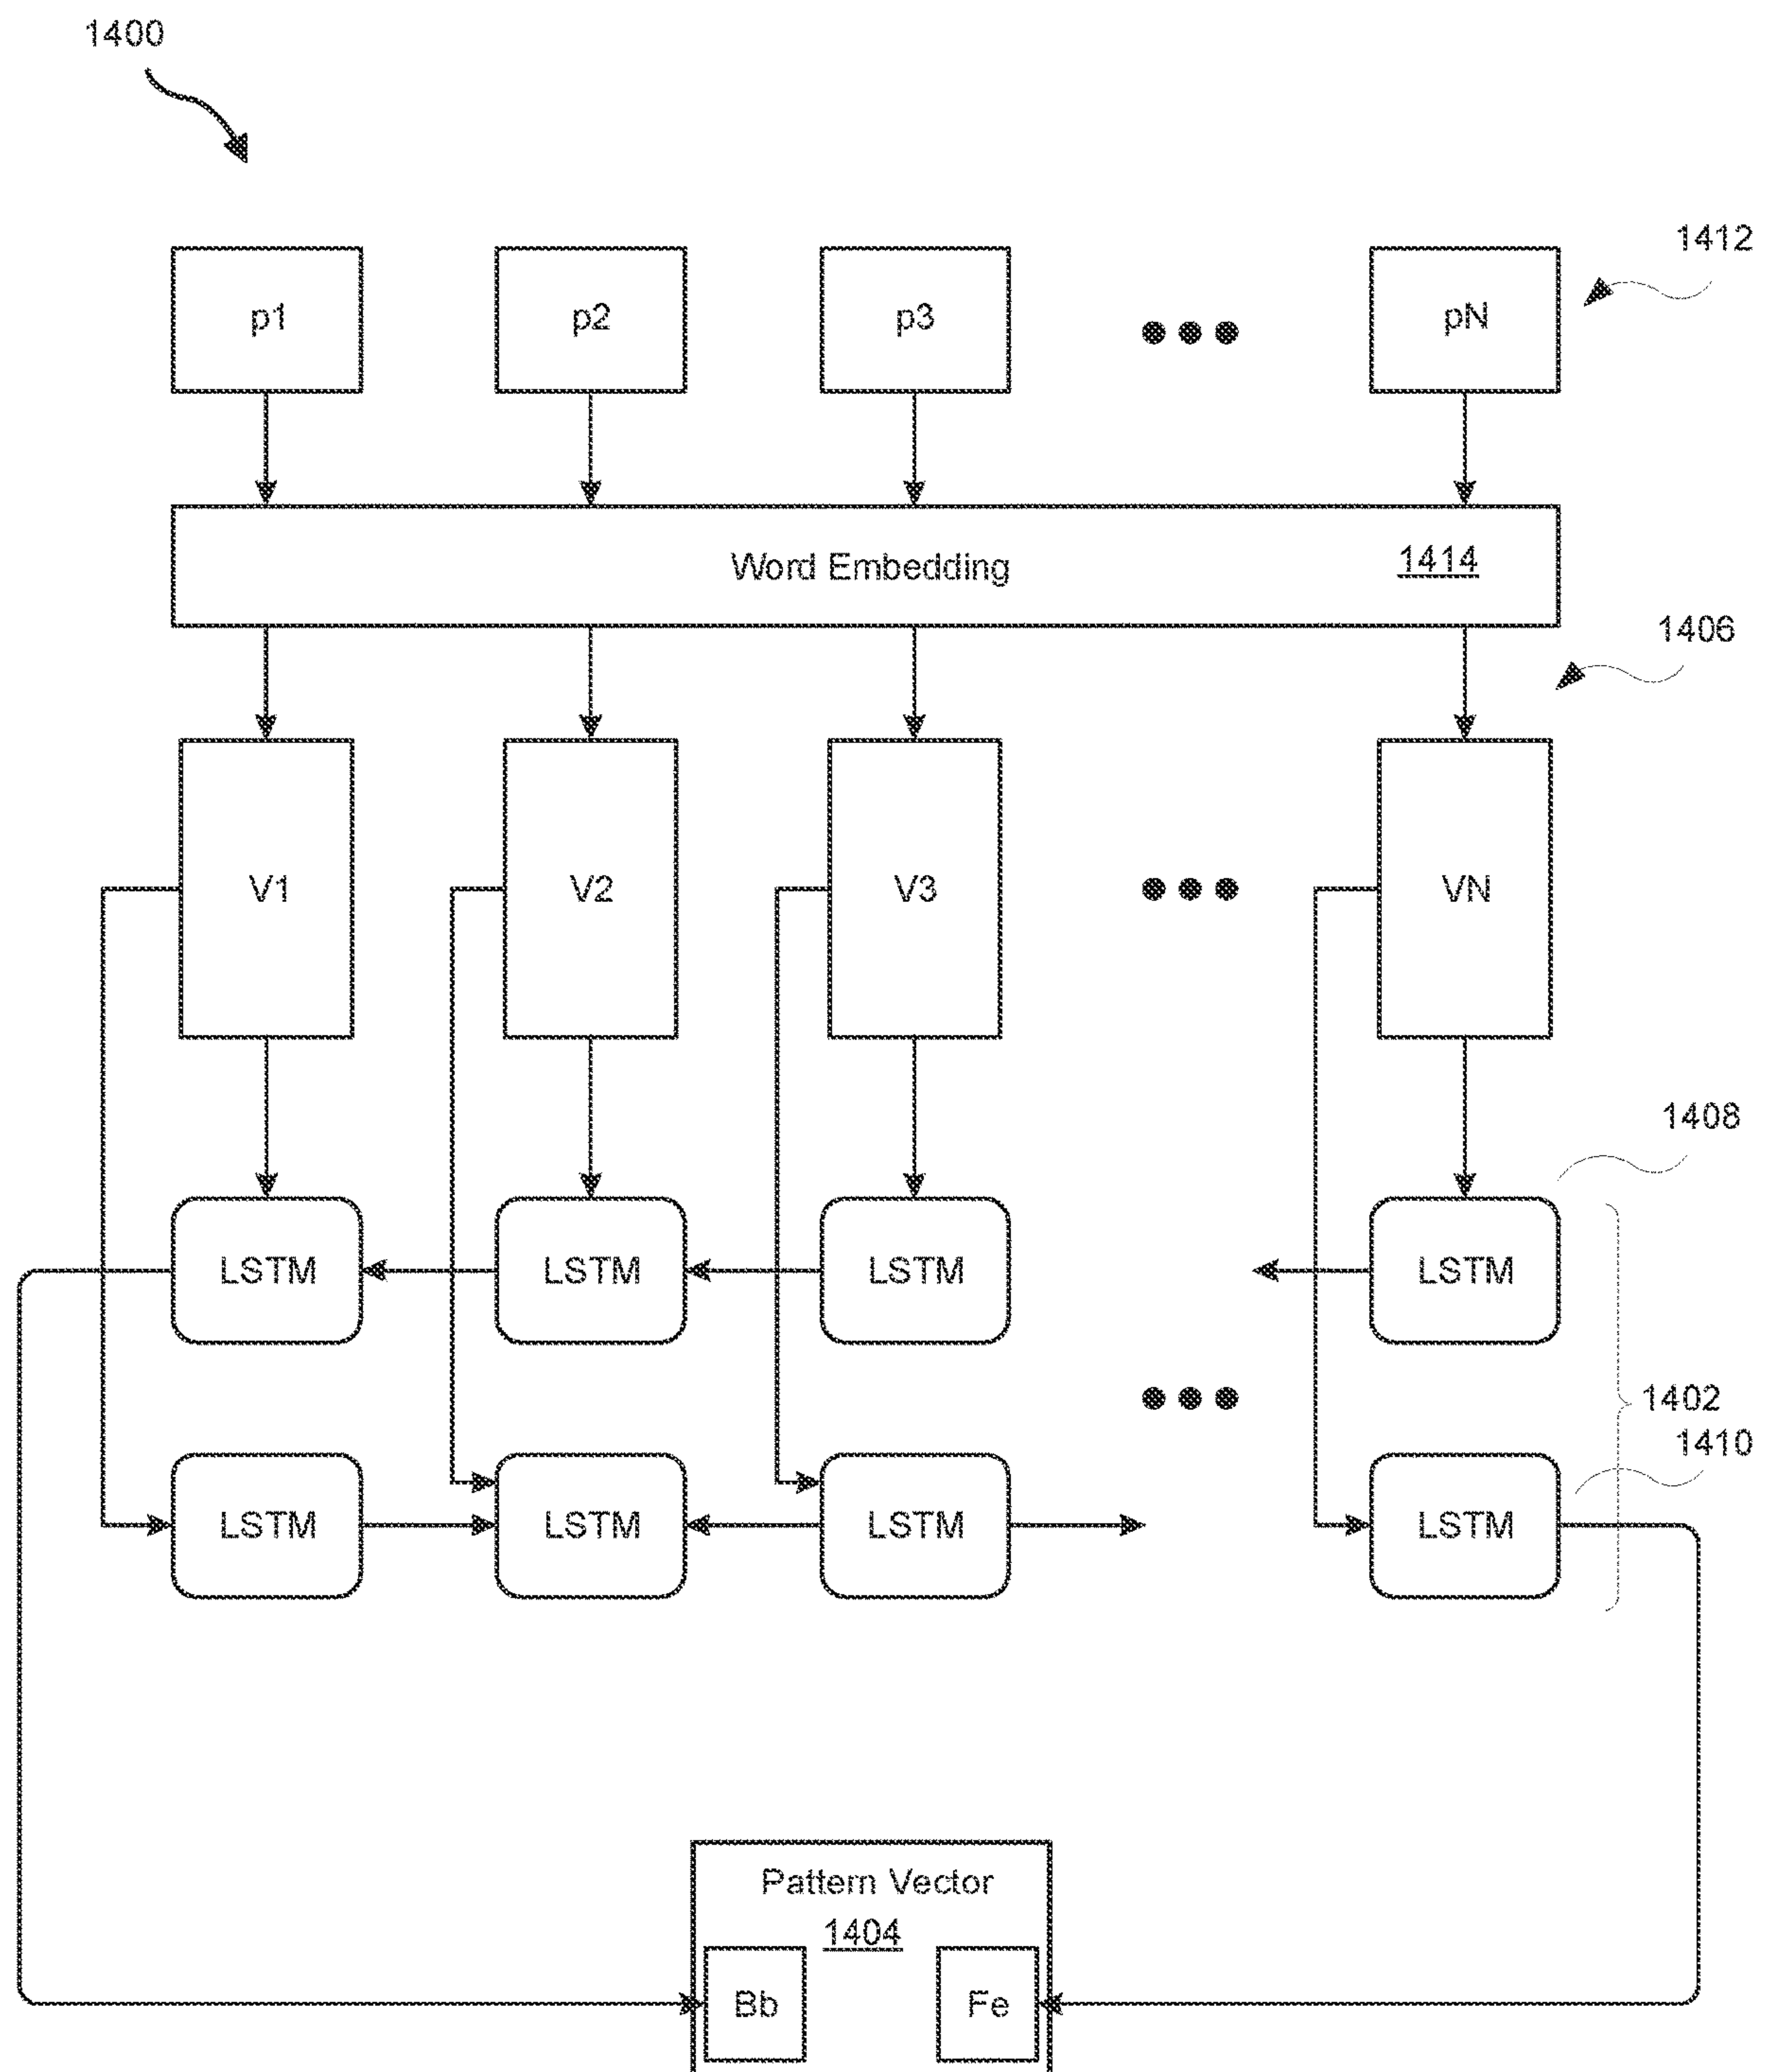 1400
1412
p1 p2 p3 pN
Word Embedding 1414
1406
V1 V2 V3 VN
1408
LSTM LSTM LSTM LSTM
1402
1410
LSTM LSTM LSTM LSTM
Pattern Vector
1404
Bb Fe